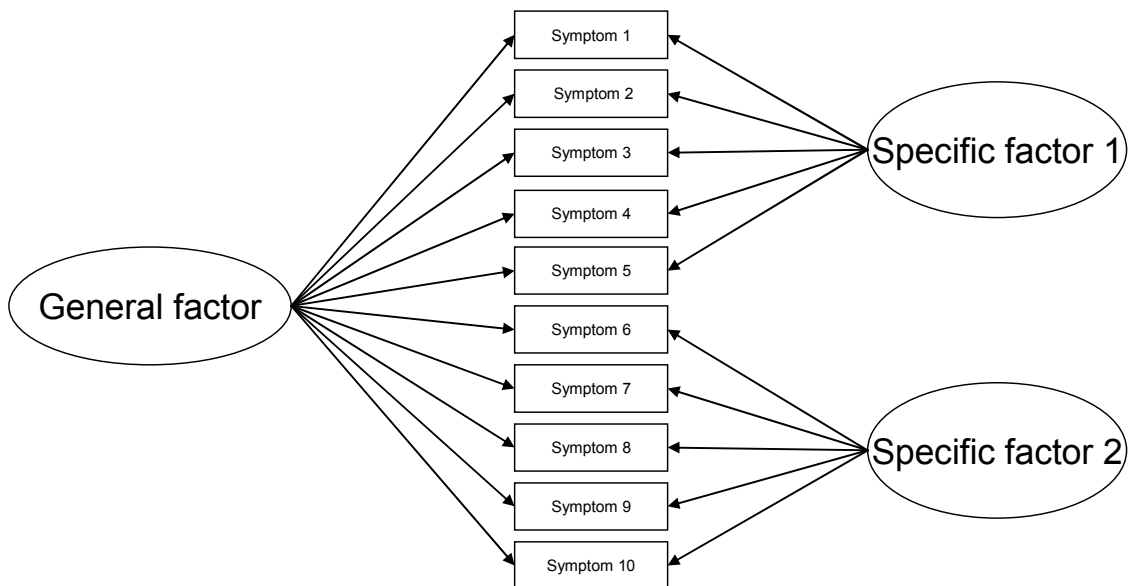 Symptom 1
Symptom 2
Symptom 3
Symptom 4
Symptom 5
Symptom 6
Symptom 7
Symptom 8
Symptom 9
Symptom 10
General factor
Specific factor 1
Specific factor 2